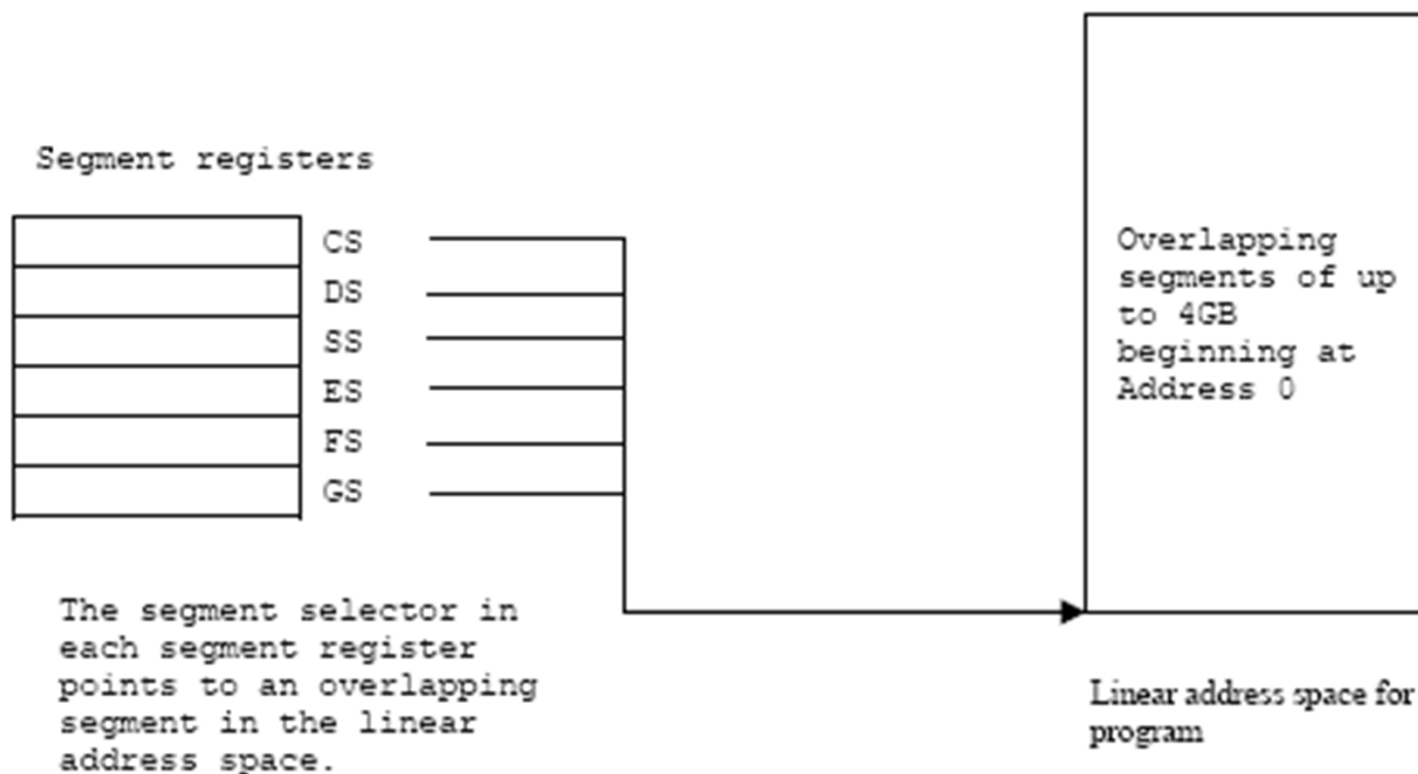 Segment registers
CS
DS
SS
ES
FS
GS
The segment selector in
each segment register
points to an overlapping
segment in the linear
address space.
Overlapping
segments of up
to 4GB
beginning at
Address 0
Linear address space for
program